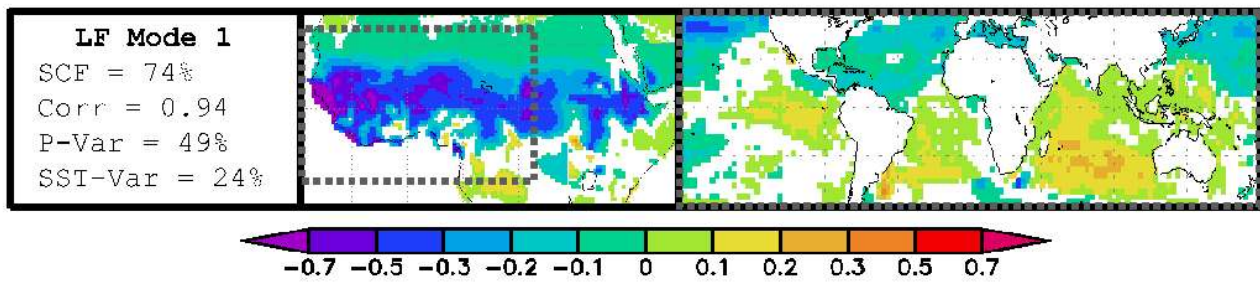 LF Mode 1
SCF = 74%
Corr = 0.94
P-Var = 49%
SST-Var = 24%
-0.7 -0.5 -0.3 -0.2 -0.1 0 0.1 0.2 0.3 0.5 0.7